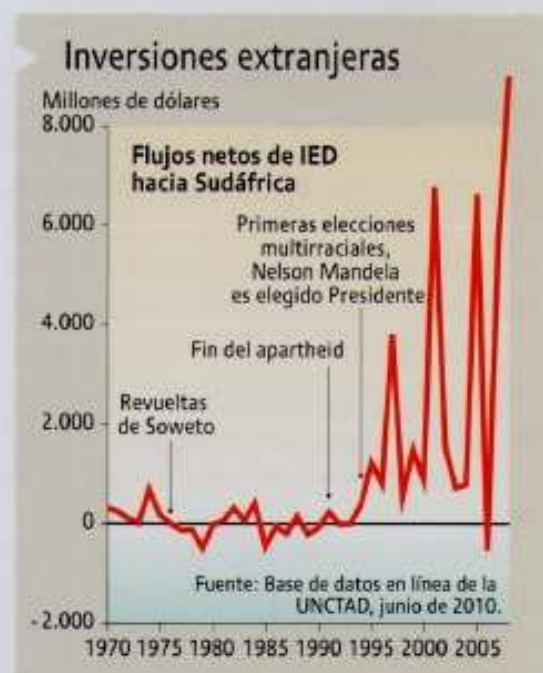 Inversiones extranjeras
Millones de dólares
8.000
6.000
4.000
2.000
0
-2.000
Flujos netos de IED
hacia Sudáfrica
Primeras elecciones
multirraciales,
Nelson Mandela
es elegido Presidente
Fin del apartheid
Revueltas
de Soweto
Fuente: Base de datos en línea de la
UNCTAD, junio de 2010.
1970 1975 1980 1985 1990 1995 2000 2005